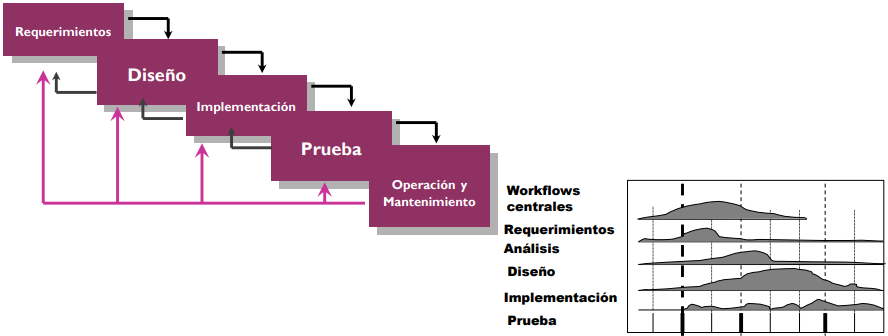 Requerimientos
Diseño
Implementación
Prueba
Operación y
Mantenimiento
Workflows
centrales
Requerimientos
Análisis
Diseño
Implementación
Prueba